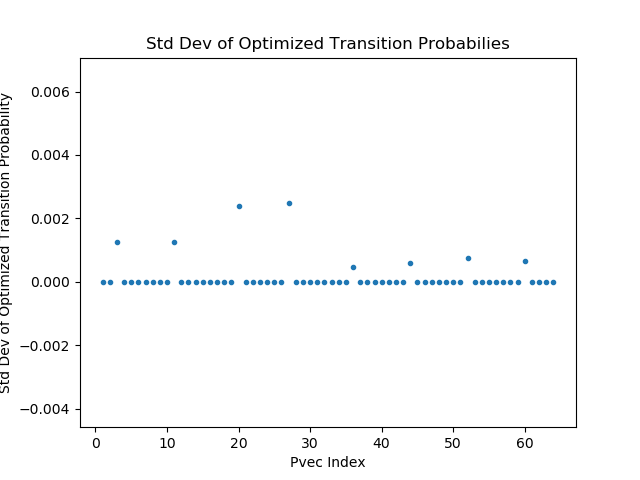 Std Dev of Optimized Transition Probabilies
Std Dev of Optimized Transition Probability
0.006
0.004
0.002
0.000
−0.002
−0.004
0 10 20 30 40 50 60
Pvec Index